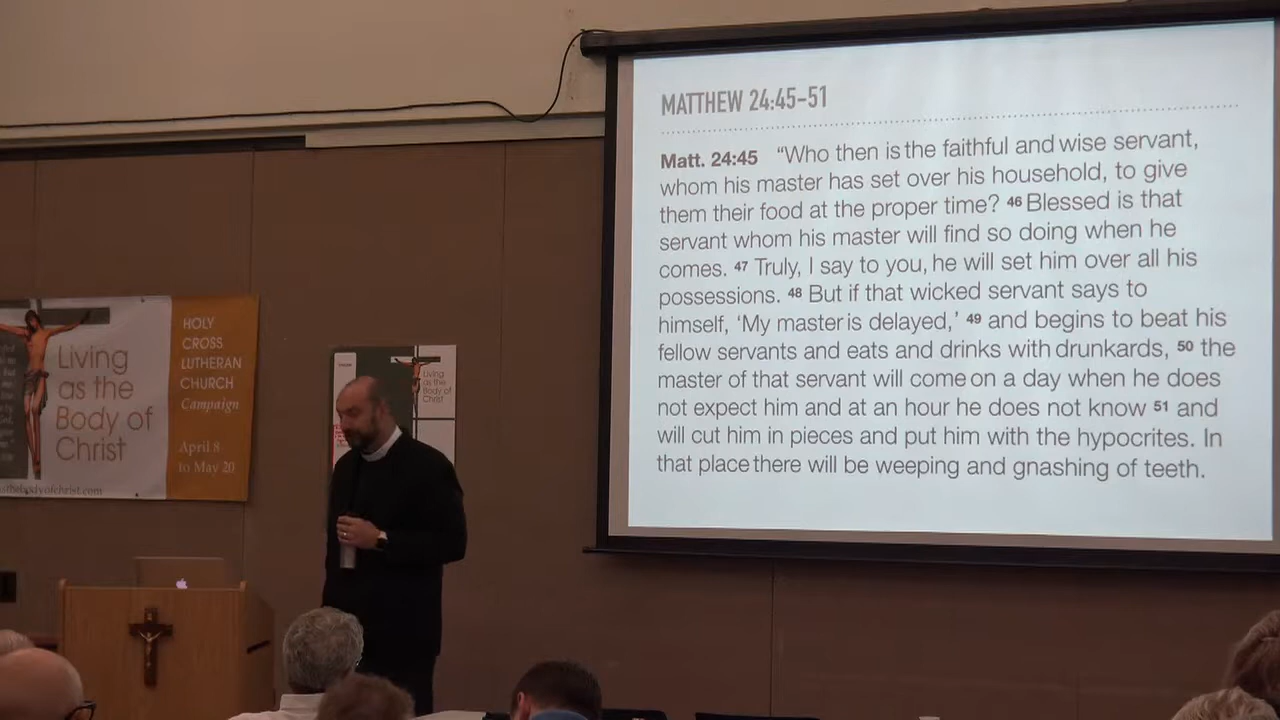 MATTHEW 24:45-51
Matt. 24:45 “Who then is the faithful and wise servant,
whom his master has set over his household, to give
them their food at the proper time? 46 Blessed is that
servant whom his master will find so doing when he
comes. 47 Truly, I say to you, he will set him over all his
possessions. 48 But if that wicked servant says to
himself, ‘My master is delayed,’ 49 and begins to beat his
fellow servants and eats and drinks with drunkards, 50 the
master of that servant will come on a day when he does
not expect him and at an hour he does not know 51 and
will cut him in pieces and put him with the hypocrites. In
that place there will be weeping and gnashing of teeth.
Living
as the
Body of
Christ
HOLY
CROSS
LUTHERAN
CHURCH
Campaign
April 8
to May 20
Living
as the
Body of
Christ